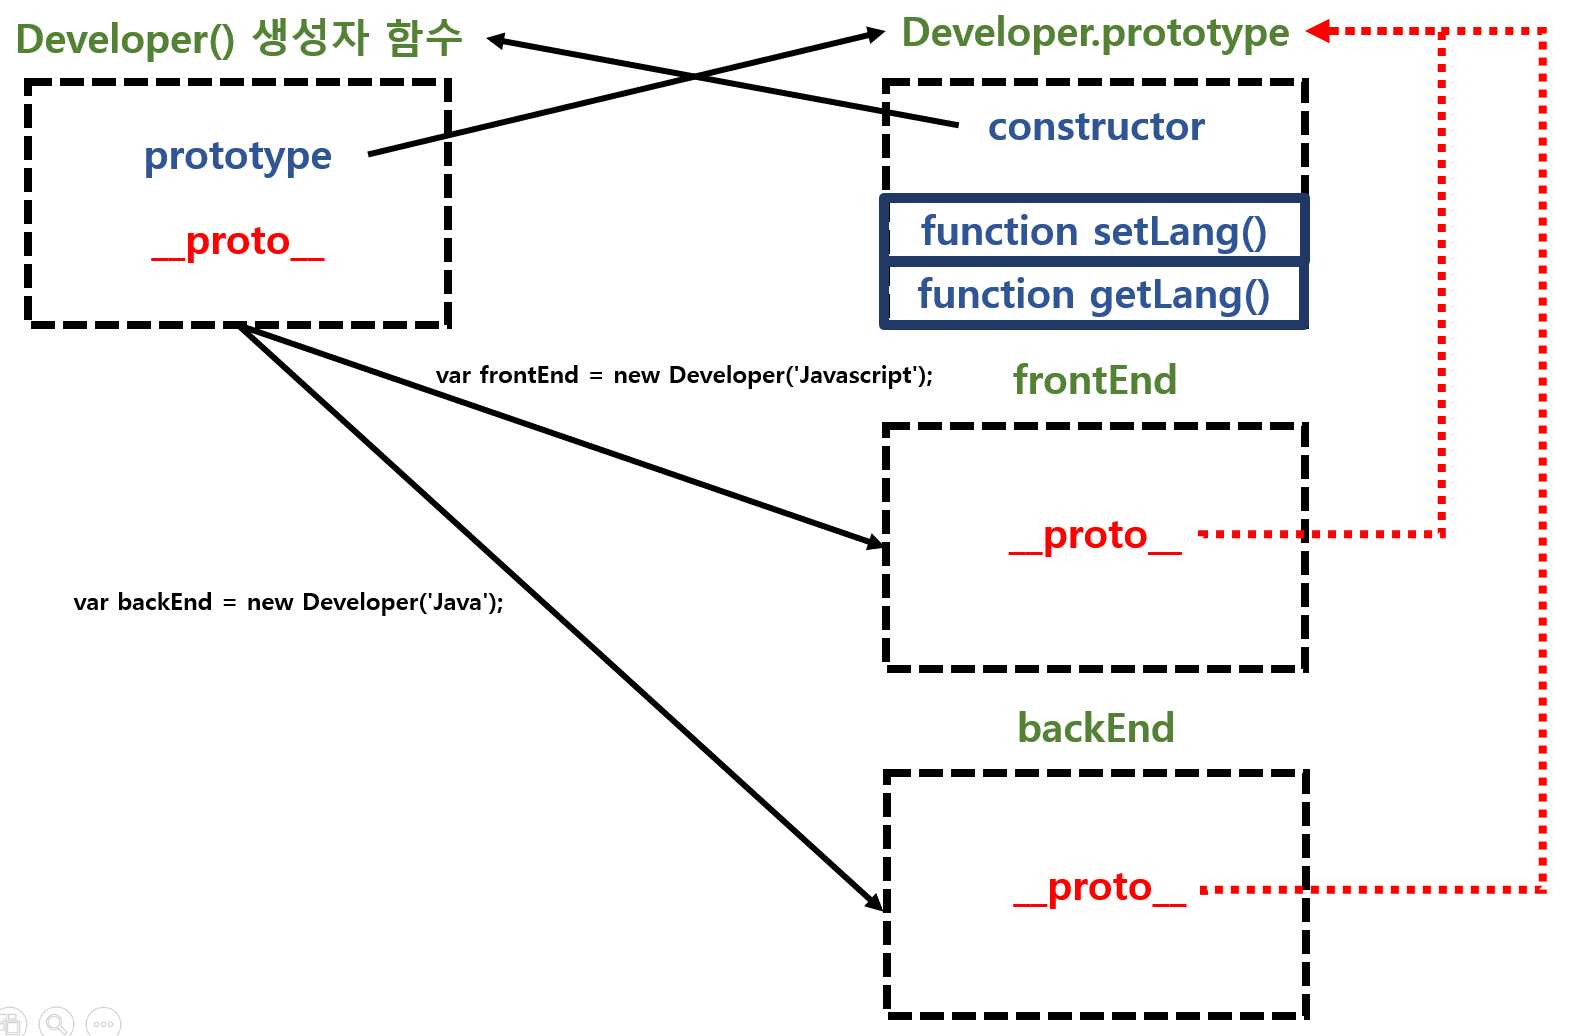 Developer() 생성자 함수
prototype
__proto__
Developer.prototype
constructor
function setLang()
function getLang()
var frontEnd = new Developer('Javascript');
frontEnd
__proto__
var backEnd = new Developer('Java');
backEnd
__proto__